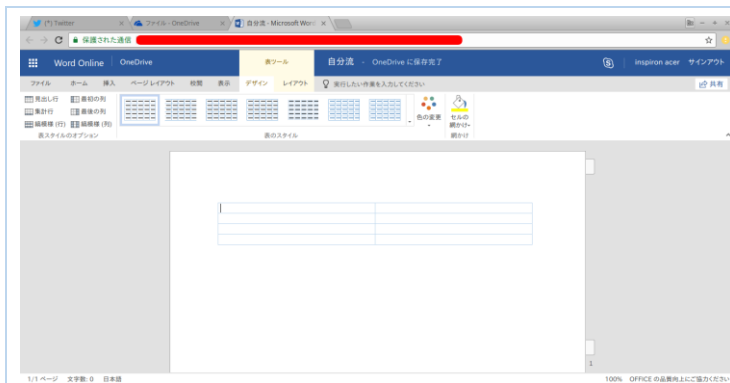 (*) Twitter
ファイル - OneDrive
自分流 - Microsoft Word
保護された通信
Word Online
OneDrive
表ツール
自分流 - OneDrive に保存完了
inspiron acer
サインアウト
ファイル ホーム 挿入 ページ レイアウト 校閲 表示 デザイン レイアウト 実行したい作業を入力してください
共有
見出し行 最初の列
集計行 最後の列
縞模様 (行) 縞模様 (列)
色の変更
セルの
網かけ
表スタイルのオプション
表のスタイル
網かけ
1
1/1 ページ 文字数: 0 日本語
100% OFFICE の品質向上にご協力ください